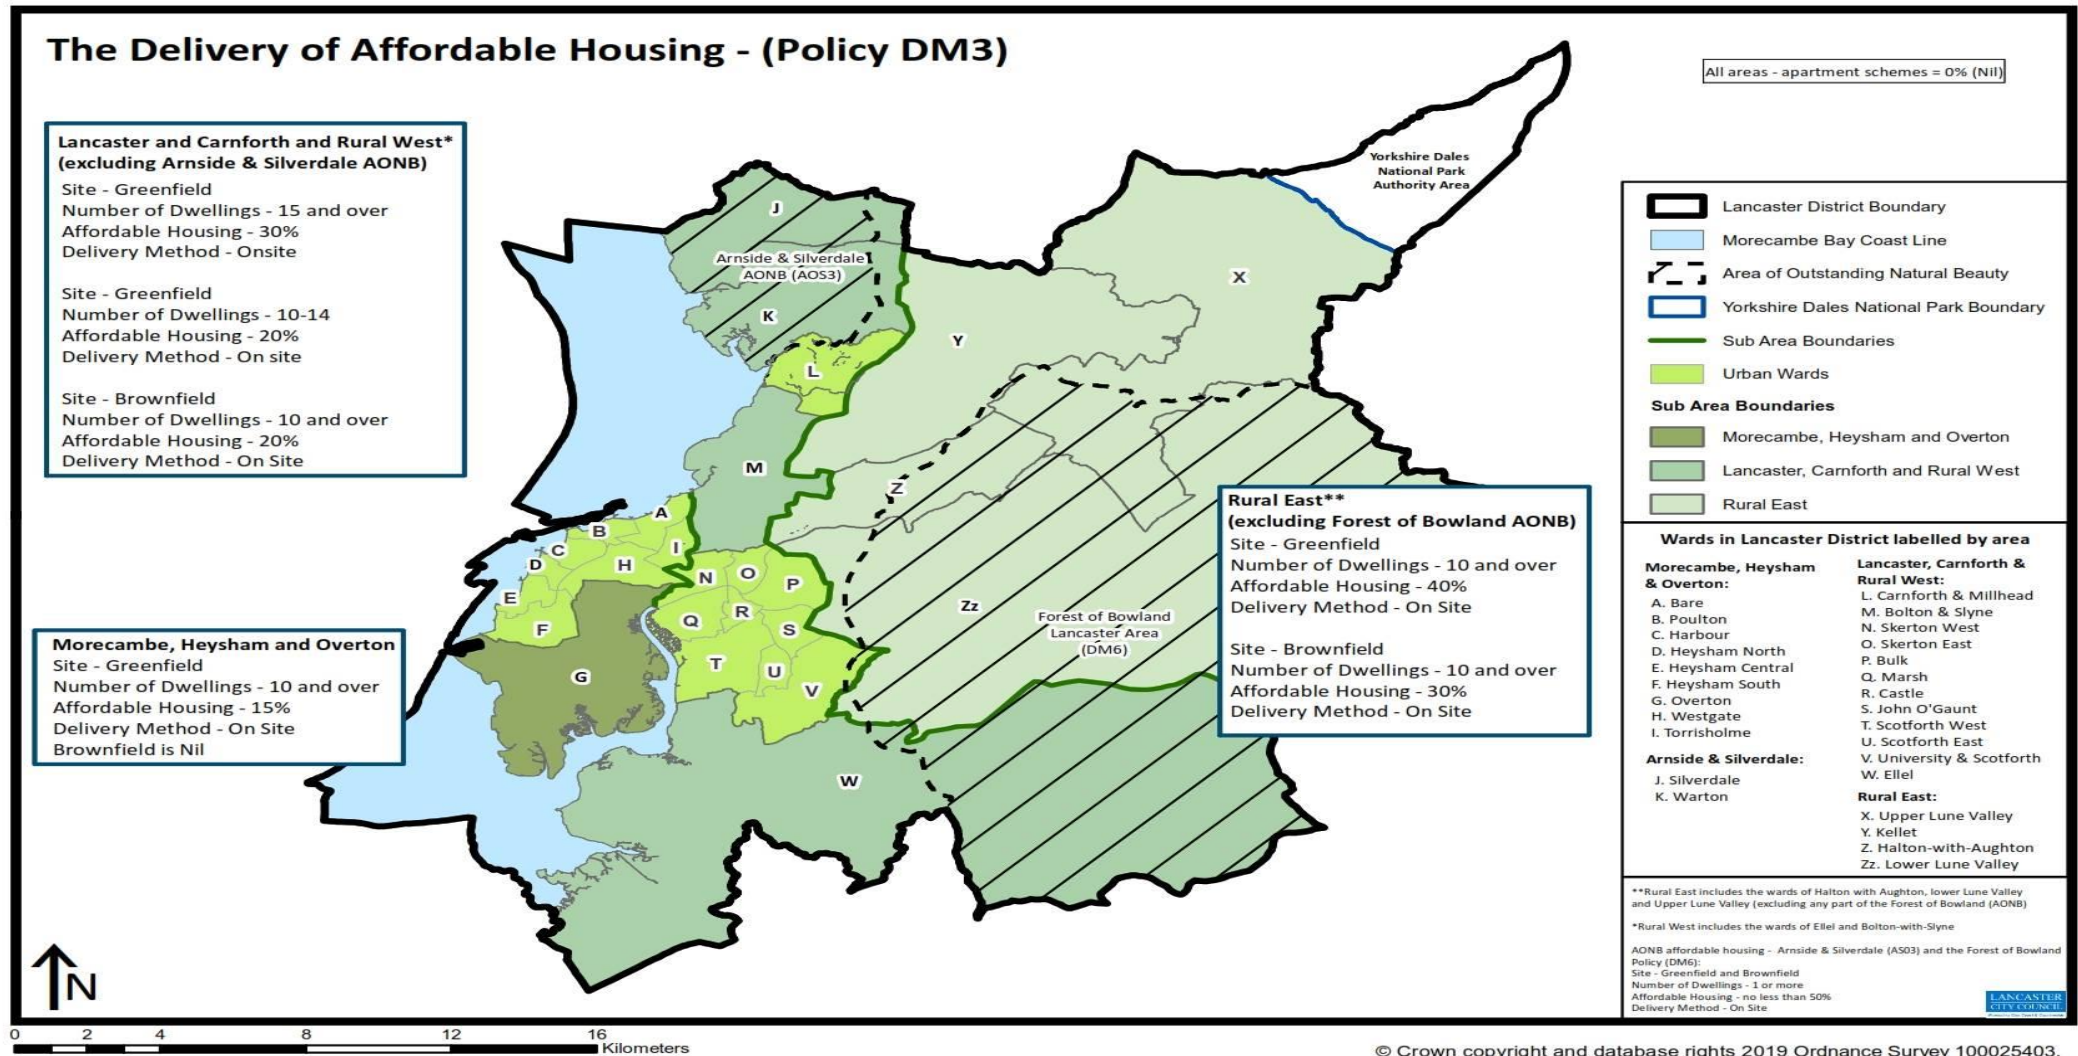 The Delivery of Affordable Housing - (Policy DM3)
All areas - apartment schemes = 0% (Nil)
Lancaster and Carnforth and Rural West*
(excluding Arnside & Silverdale AONB)
Site - Greenfield
Number of Dwellings - 15 and over
Affordable Housing - 30%
Delivery Method - Onsite
Site - Greenfield
Number of Dwellings - 10-14
Affordable Housing - 20%
Delivery Method - On site
Site - Brownfield
Number of Dwellings - 10 and over
Affordable Housing - 20%
Delivery Method - On Site
Yorkshire Dales
National Park
Authority Area
J
Arnside & Silverdale
AONB (AOS3)
K
X
Y
L
M
Z
A
B
C
I
D
H
N
O
P
E
R
Zz
F
Q
S
T
U
V
G
W
Forest of Bowland
Lancaster Area
(DM6)
Rural East**
(excluding Forest of Bowland AONB)
Site - Greenfield
Number of Dwellings - 10 and over
Affordable Housing - 40%
Delivery Method - On Site
Site - Brownfield
Number of Dwellings - 10 and over
Affordable Housing - 30%
Delivery Method - On Site
Morecambe, Heysham and Overton
Site - Greenfield
Number of Dwellings - 10 and over
Affordable Housing - 15%
Delivery Method - On Site
Brownfield is Nil
Lancaster District Boundary
Morecambe Bay Coast Line
Area of Outstanding Natural Beauty
Yorkshire Dales National Park Boundary
Sub Area Boundaries
Urban Wards
Sub Area Boundaries
Morecambe, Heysham and Overton
Lancaster, Carnforth and Rural West
Rural East
Wards in Lancaster District labelled by area
Morecambe, Heysham
& Overton:
A. Bare
B. Poulton
C. Harbour
D. Heysham North
E. Heysham Central
F. Heysham South
G. Overton
H. Westgate
I. Torrisholme
Arnside & Silverdale:
J. Silverdale
K. Warton
Lancaster, Carnforth &
Rural West:
L. Carnforth & Millhead
M. Bolton & Slyne
N. Skerton West
O. Skerton East
P. Bulk
Q. Marsh
R. Castle
S. John O'Gaunt
T. Scotforth West
U. Scotforth East
V. University & Scotforth
W. Ellel
Rural East:
X. Upper Lune Valley
Y. Kellet
Z. Halton-with-Aughton
Zz. Lower Lune Valley
**Rural East includes the wards of Halton with Aughton, lower Lune Valley
and Upper Lune Valley (excluding any part of the Forest of Bowland (AONB)
*Rural West includes the wards of Ellel and Bolton-with-Slyne
AONB affordable housing - Arnside & Silverdale (AS03) and the Forest of Bowland
Policy (DM6):
Site - Greenfield and Brownfield
Number of Dwellings - 1 or more
Affordable Housing - no less than 50%
Delivery Method - On Site
LANCASTER
CITY COUNCIL
N
0 2 4 8 12 16
Kilometers
© Crown copyright and database rights 2019 Ordnance Survey 100025403.